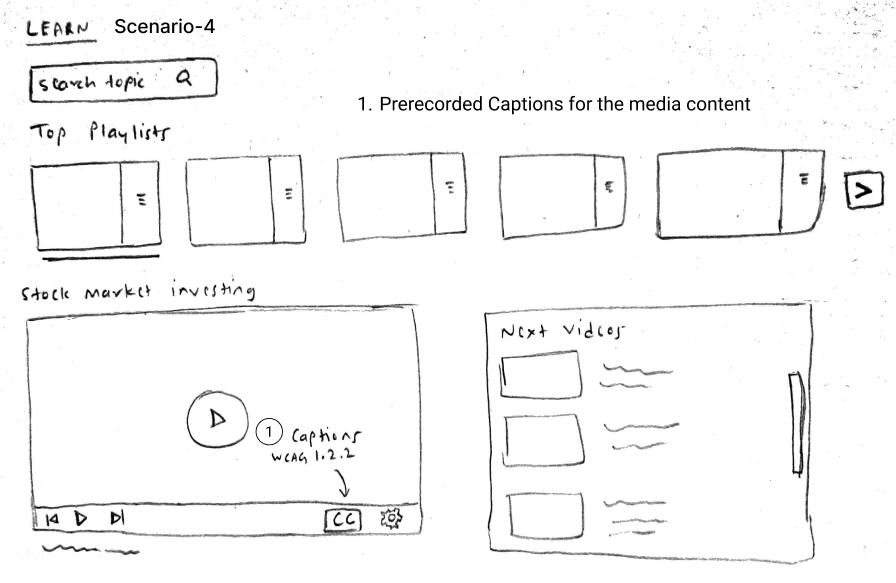 LEARN Scenario-4
search topic
1. Prerecorded Captions for the media content
Top Playlists
Stock market investing
Next Videos
1 Captions
WCAG 1.2.2
CC